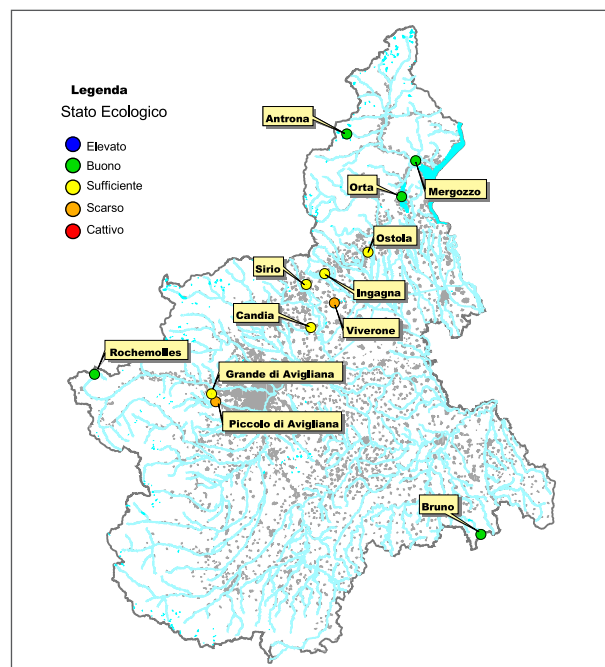 Legenda
Stato Ecologico
Elevato
Buono
Sufficiente
Scarso
Cattivo
Antrona
Mergozzo
Orta
Ostola
Sirio
Ingagna
Candia
Viverone
Rochemolles
Grande di Avigliana
Piccolo di Avigliana
Bruno